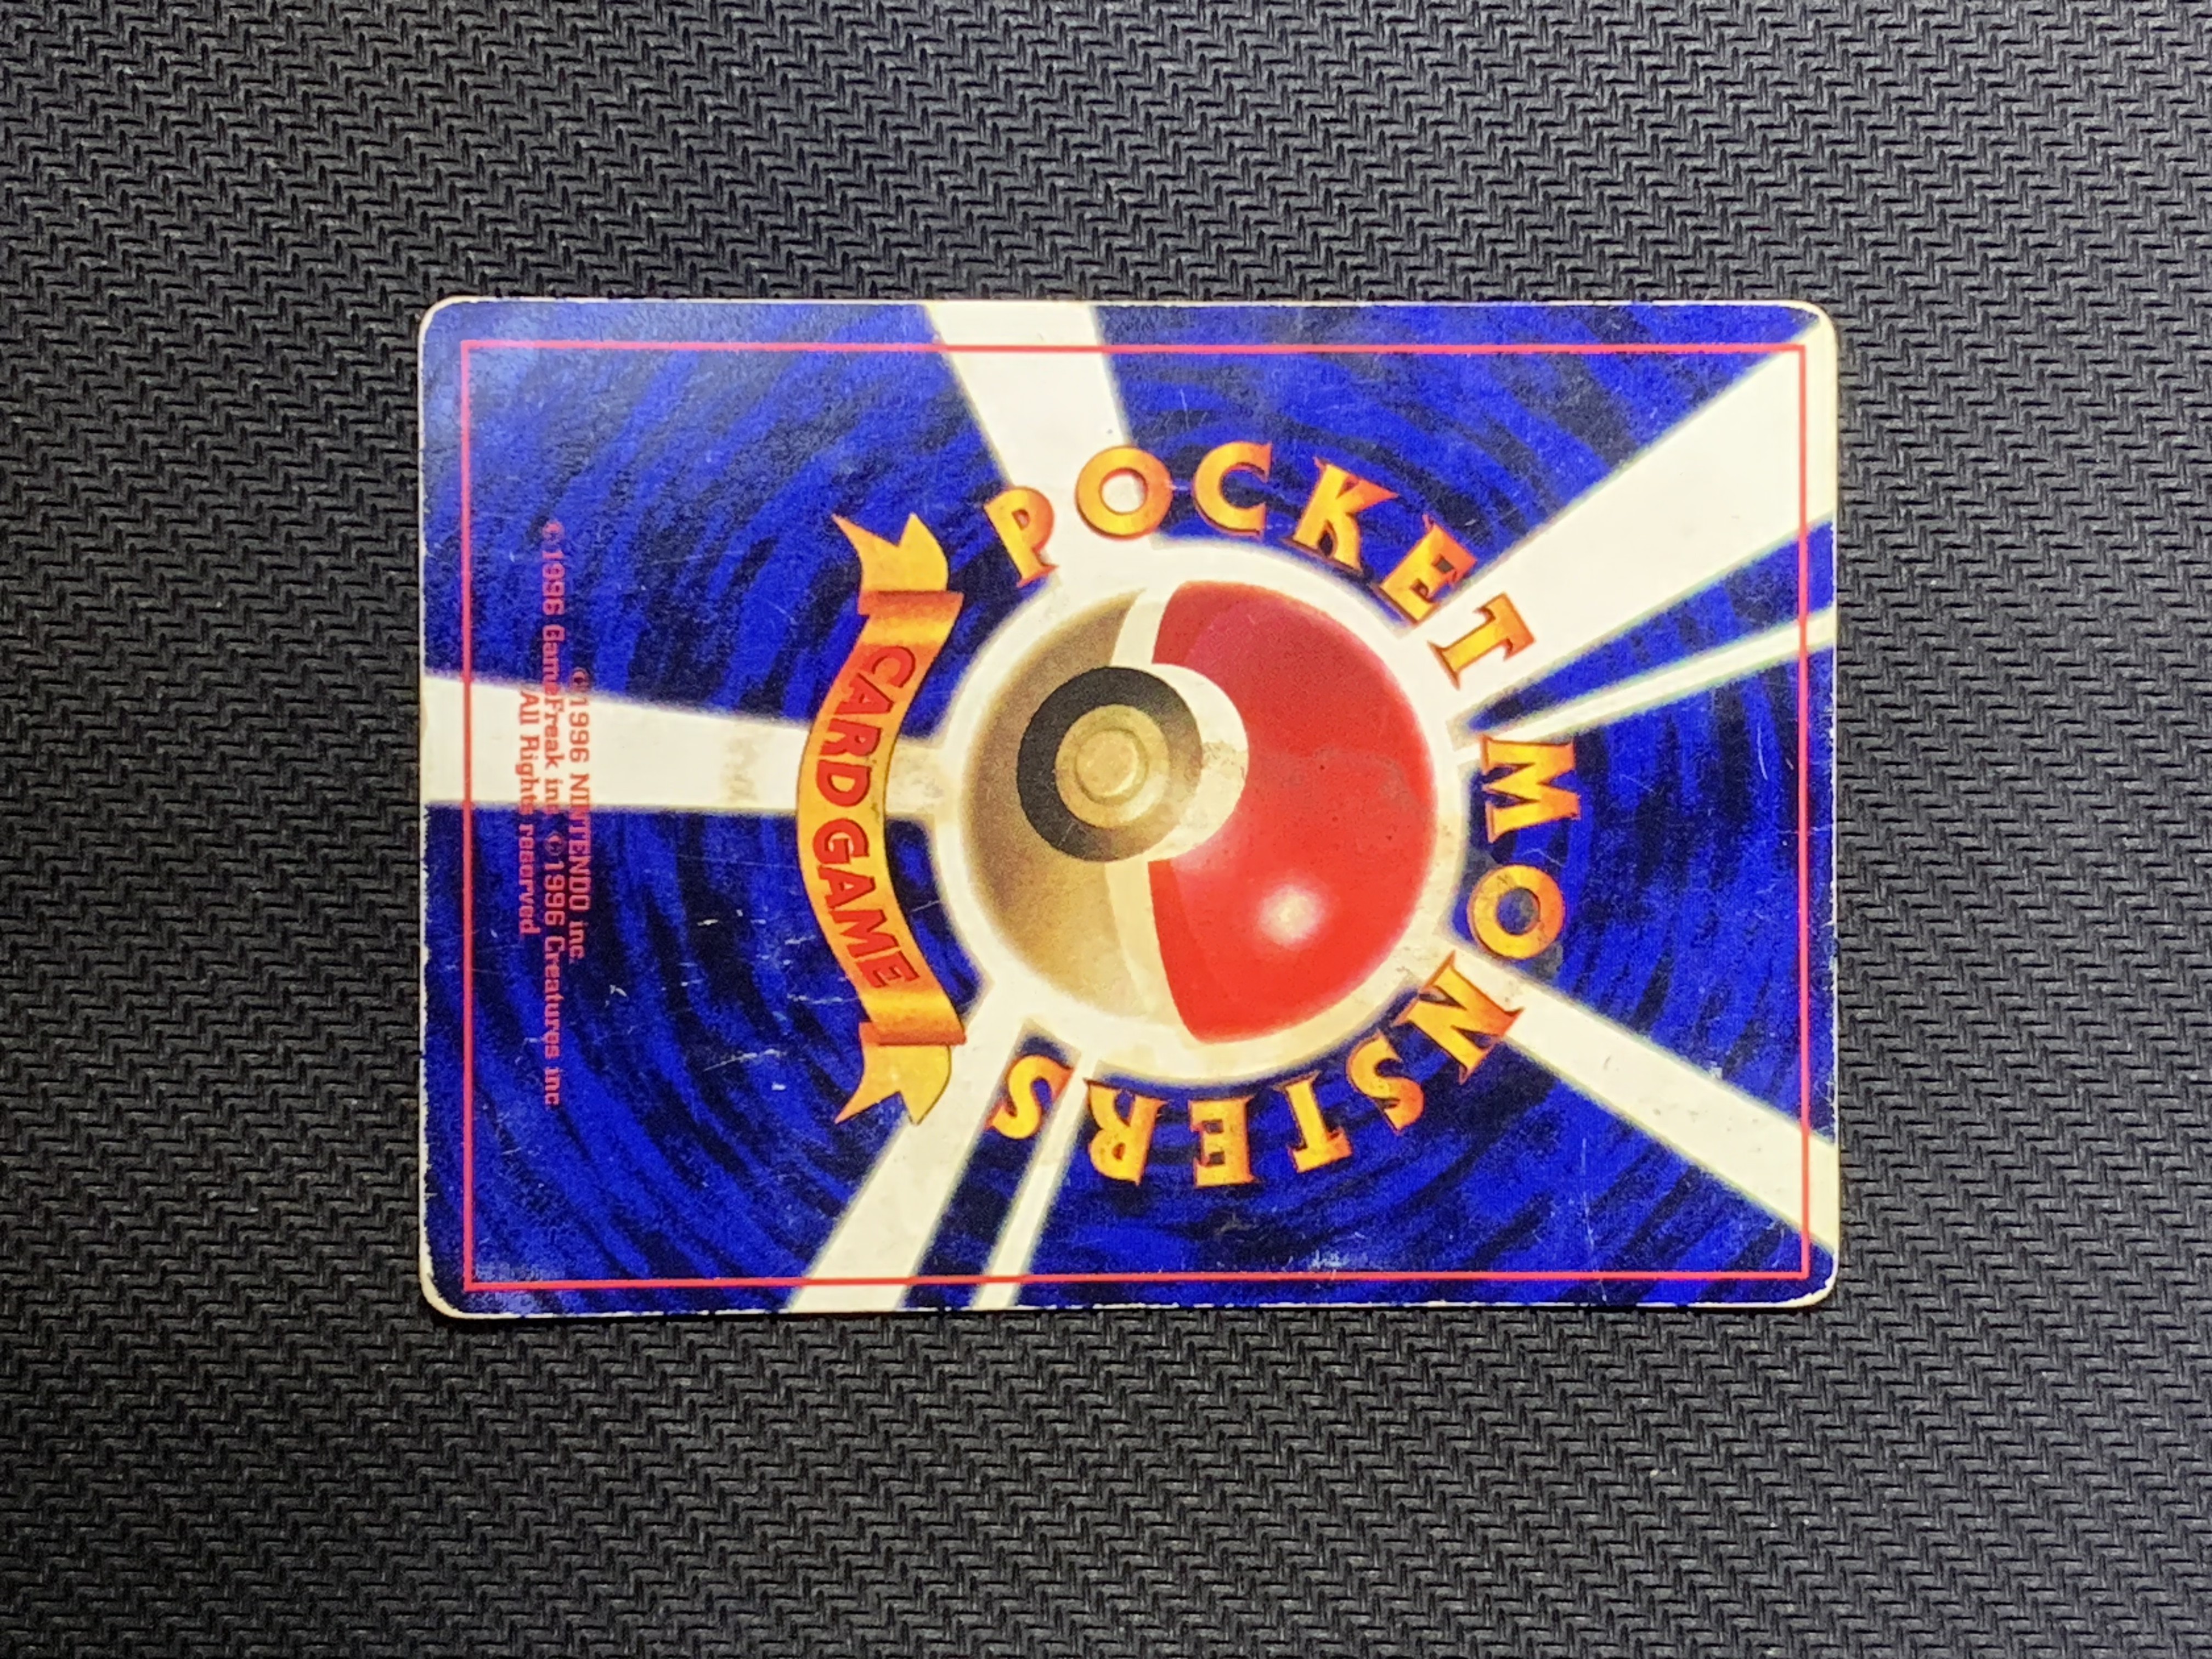 POCKET MONSTERS
CARD GAME
©1996 NINTENDO inc.
©1996 GameFreak inc. ©1996 Creatures inc.
All Rights reserved